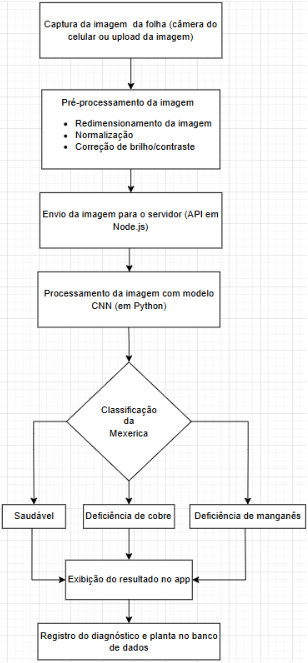 Captura da imagem da folha (câmera do
celular ou upload da imagem)
Pré-processamento da imagem
• Redimensionamento da imagem
• Normalização
• Correção de brilho/contraste
Envio da imagem para o servidor (API em
Node.js)
Processamento da imagem com modelo
CNN (em Python)
Classificação
da
Mexerica
Saudável
Deficiência de cobre
Deficiência de manganês
Exibição do resultado no app
Registro do diagnóstico e planta no banco
de dados